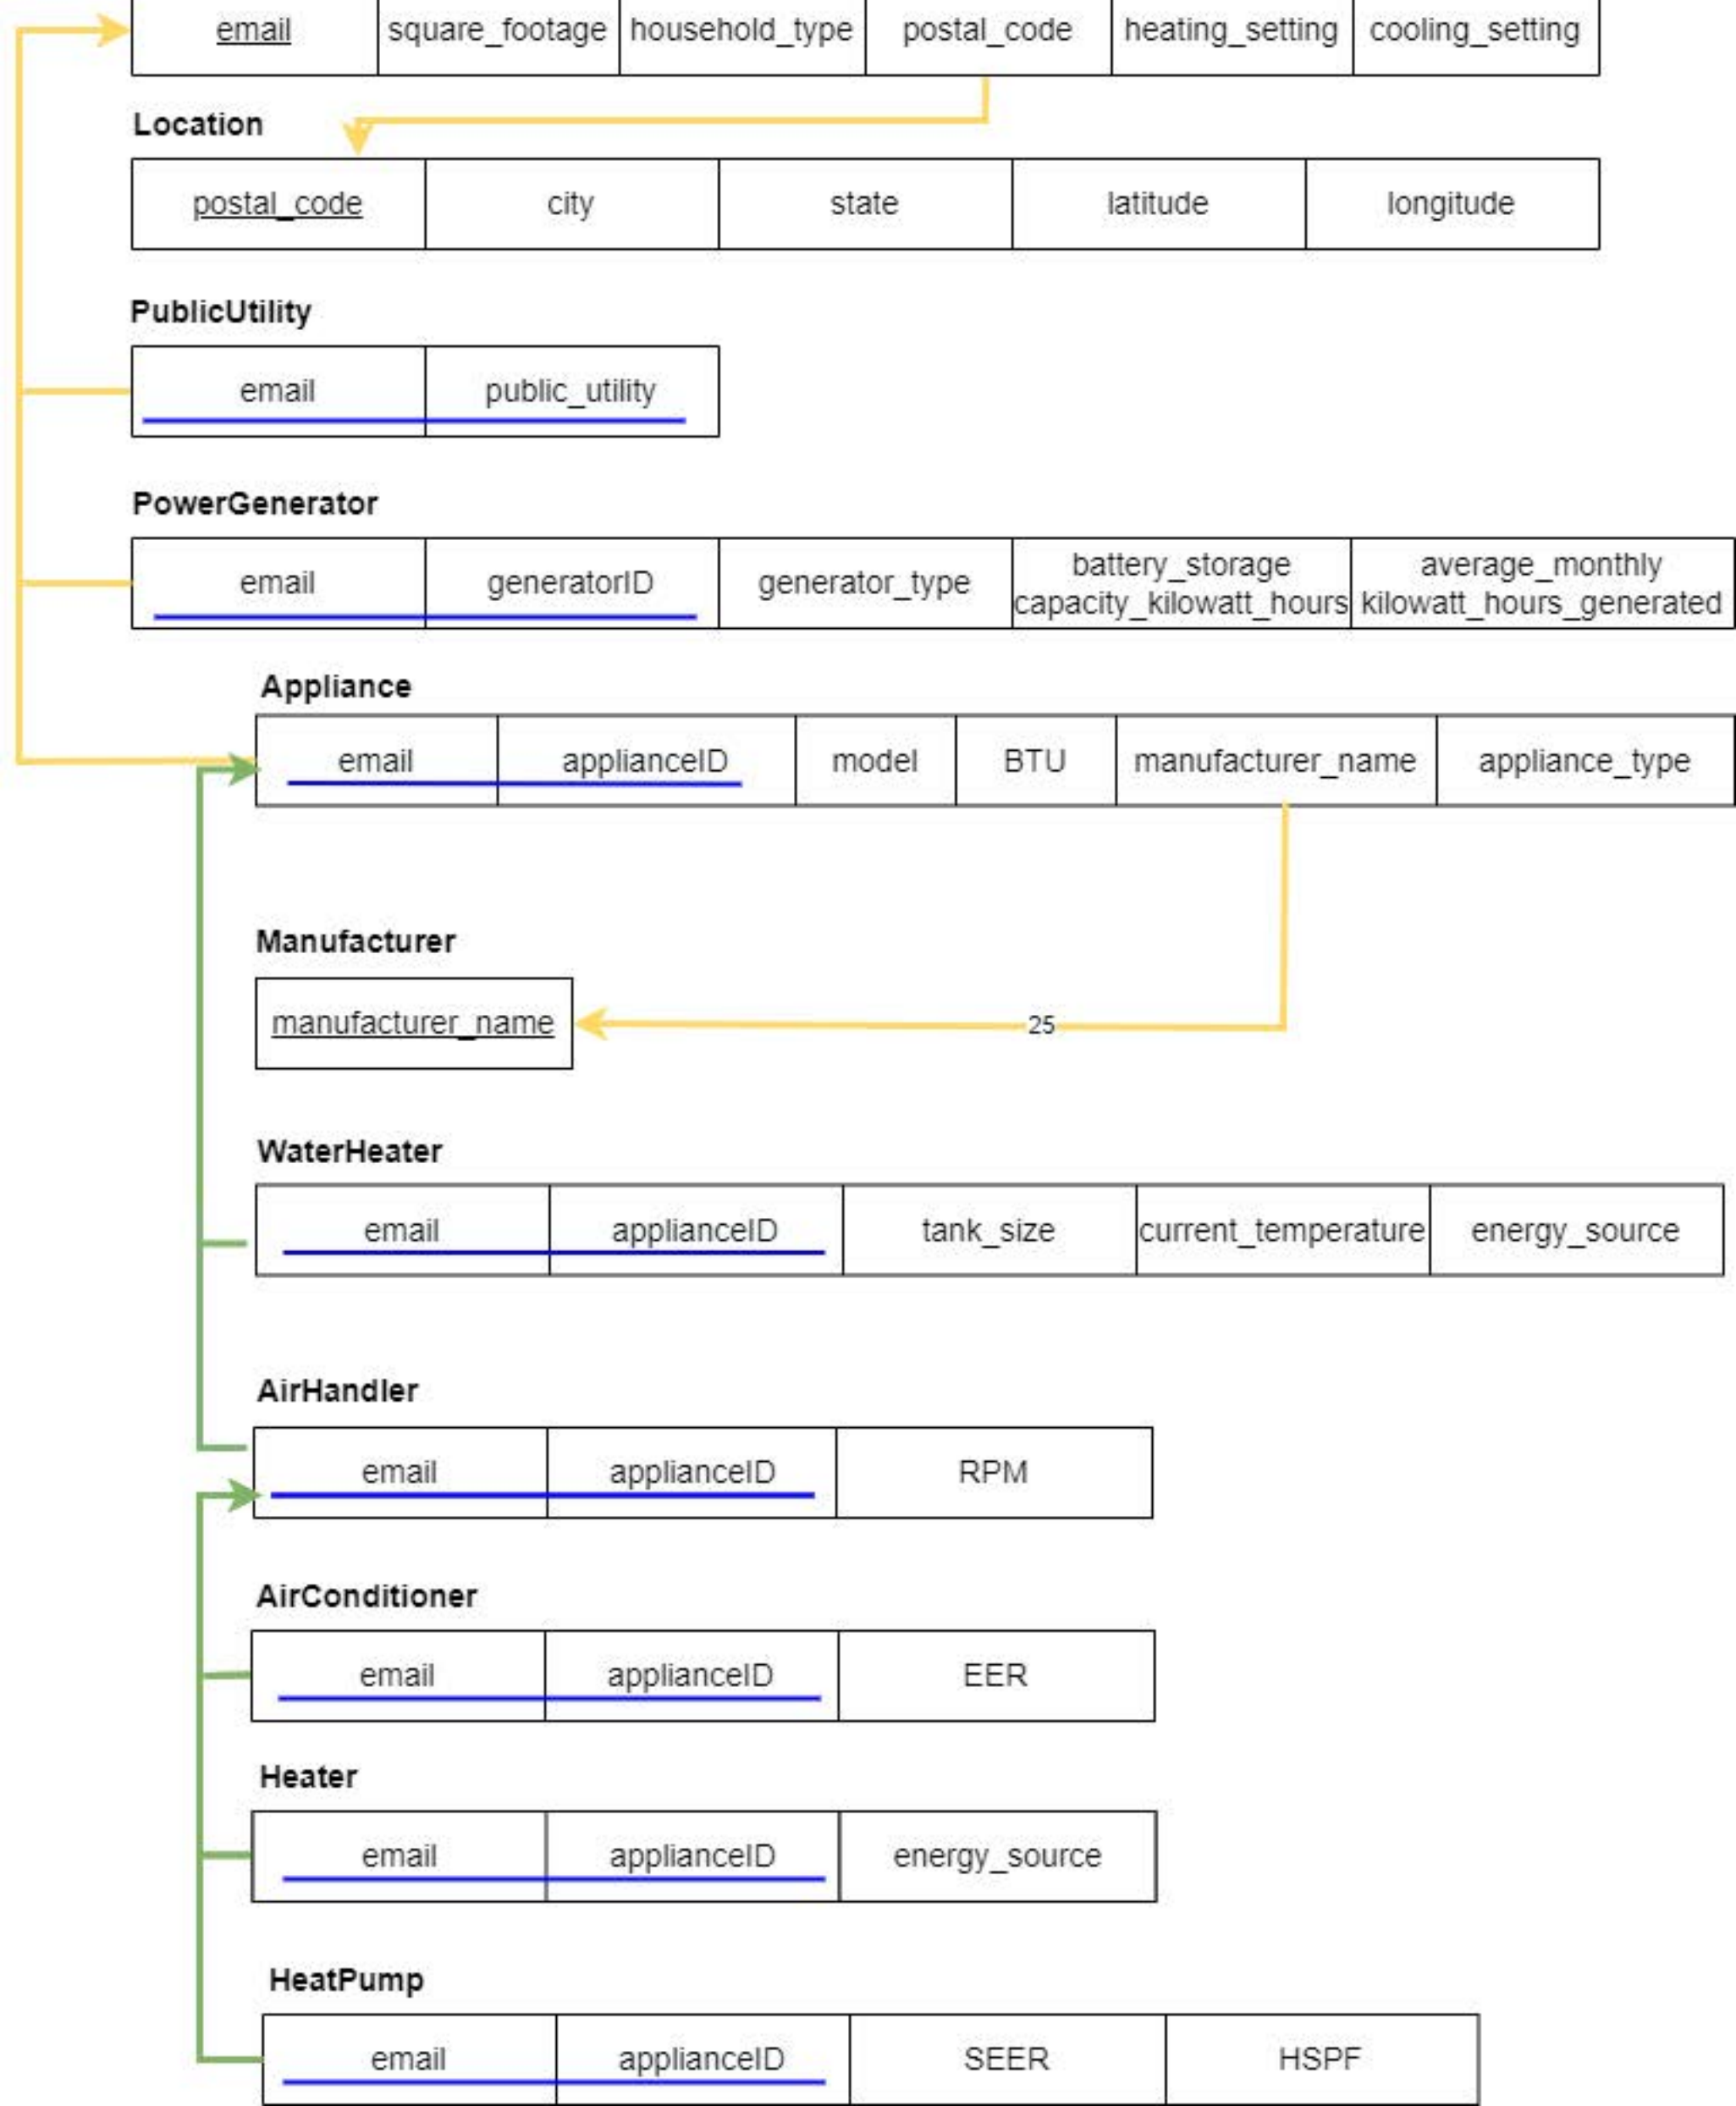 email square_footage household_type postal_code heating_setting cooling_setting
Location
postal_code city state latitude longitude
PublicUtility
email public_utility
PowerGenerator
email generatorID generator_type battery_storage capacity_kilowatt_hours average_monthly kilowatt_hours_generated
Appliance
email applianceID model BTU manufacturer_name appliance_type
Manufacturer
manufacturer_name 25
WaterHeater
email applianceID tank_size current_temperature energy_source
AirHandler
email applianceID RPM
AirConditioner
email applianceID EER
Heater
email applianceID energy_source
HeatPump
email applianceID SEER HSPF